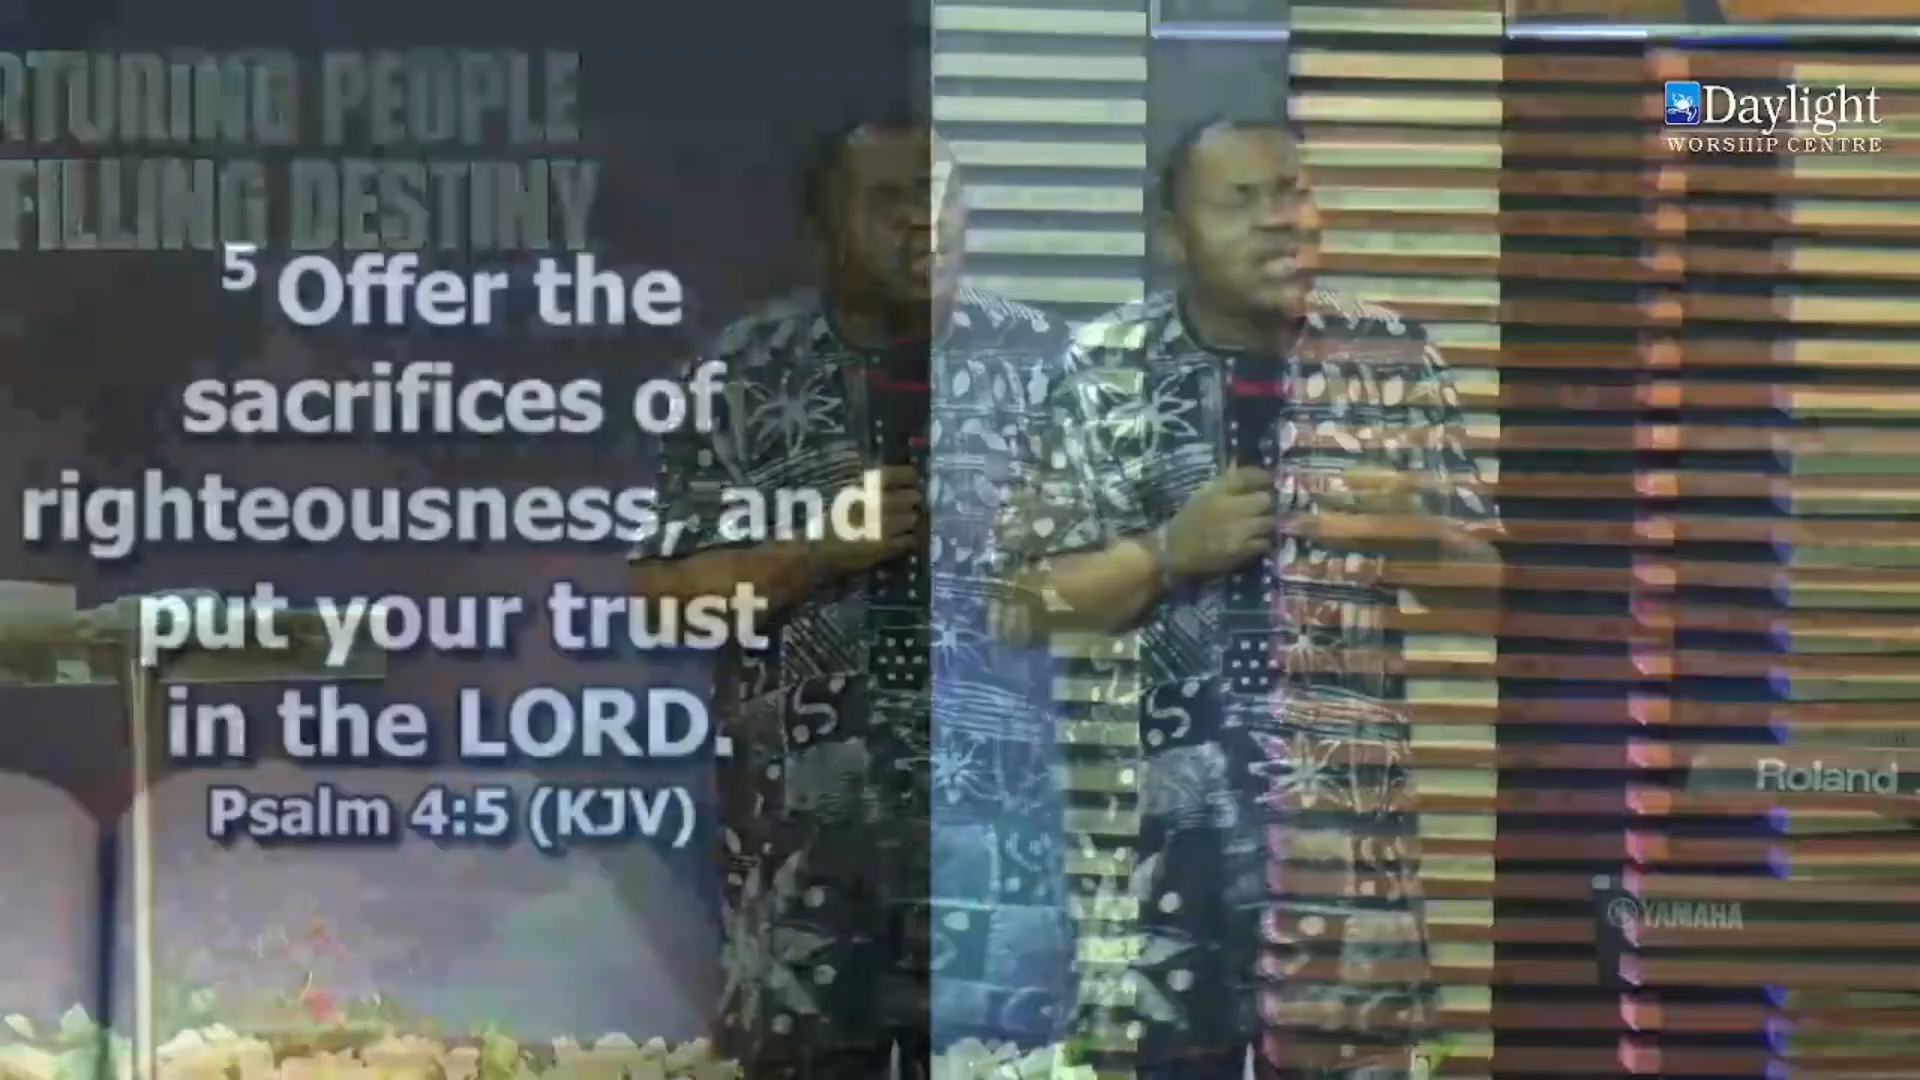 RTURING PEOPLE
FILLING DESTINY
5 Offer the
sacrifices of
righteousness, and
put your trust
in the LORD.
Psalm 4:5 (KJV)
Daylight
WORSHIP CENTRE
Roland
YAMAHA